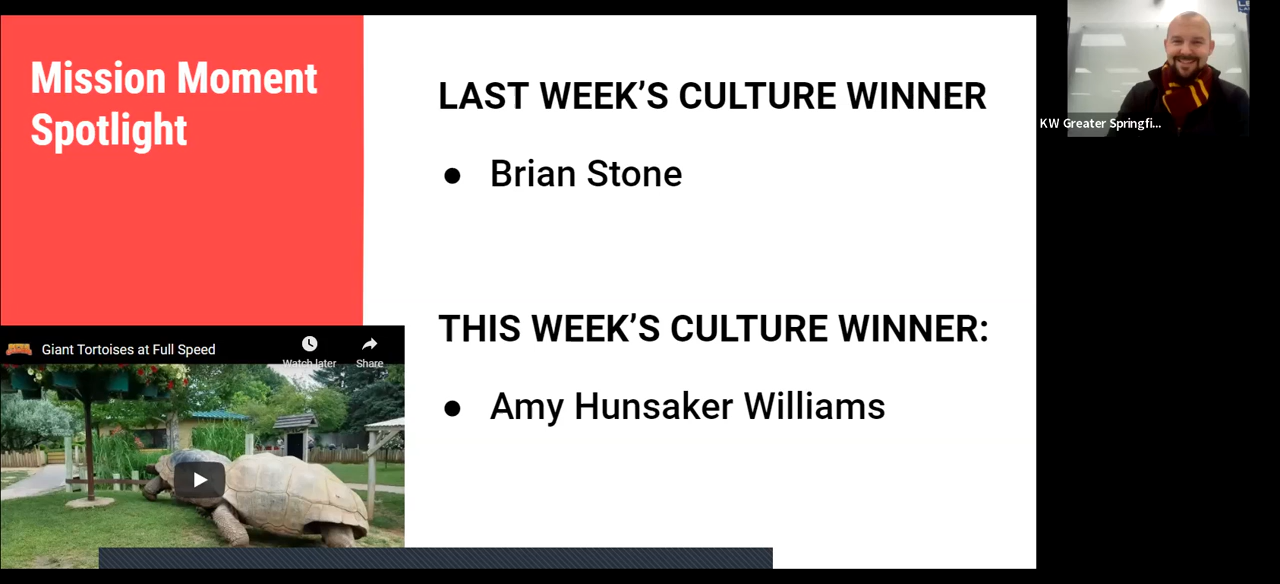 Mission Moment
Spotlight
LAST WEEK’S CULTURE WINNER
● Brian Stone
THIS WEEK’S CULTURE WINNER:
● Amy Hunsaker Williams
Giant Tortoises at Full Speed
Watch later
Share
KW Greater Springfi...